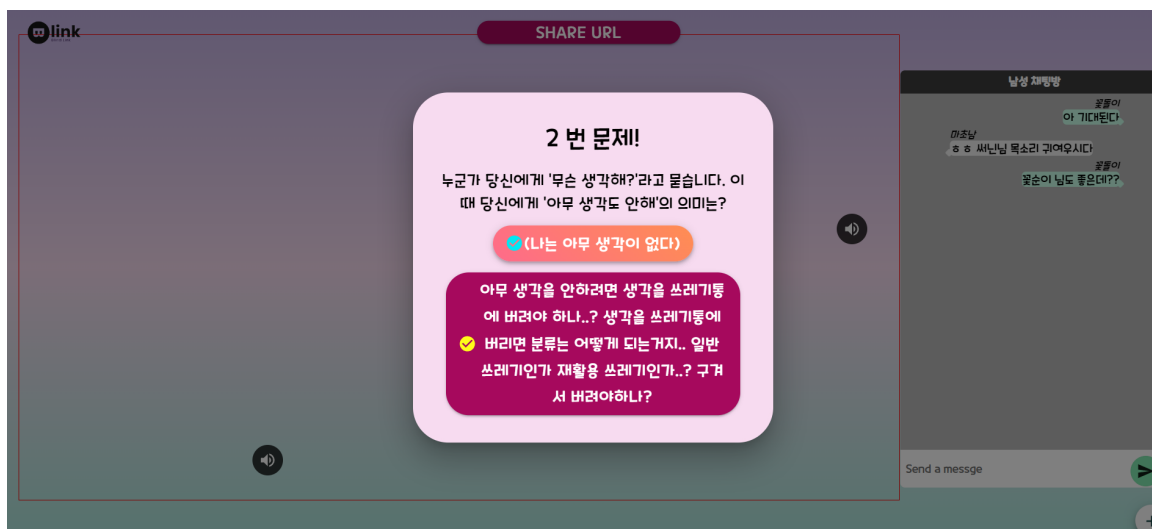 link
SHARE URL
2 번 문제!
누군가 당신에게 '무슨 생각해?'라고 묻습니다. 이
때 당신에게 '아무 생각도 안해'의 의미는?
(나는 아무 생각이 없다)
아무 생각을 안하려면 생각을 쓰레기통
에 버려야 하나..? 생각을 쓰레기통에
버리면 분류는 어떻게 되는거지.. 일반
쓰레기인가 재활용 쓰레기인가..? 구겨
서 버려야하나?
남성 채팅방
꽃돌이
아 기대된다
마초남
ㅎ ㅎ 써닌님 목소리 귀여우시다
꽃돌이
꽃순이 님도 좋은데??
Send a messge